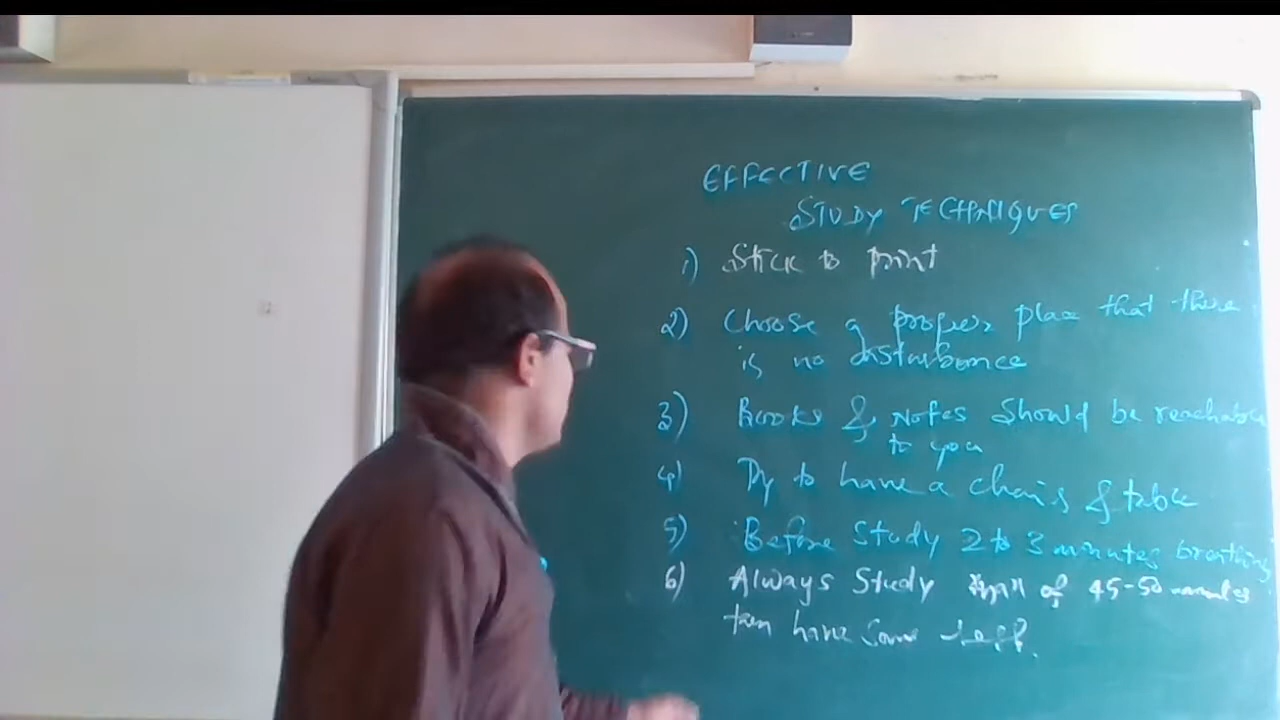 EFFECTIVE
STUDY TECHNIQUES
1) Stick to point
2) Choose a proper place that there
is no disturbance
3) Books & Notes should be reachable
to you
4) Try to have a chair & table
5) Before Study 2 to 3 minutes breathing
6) Always Study of 45-50 minutes
then have some